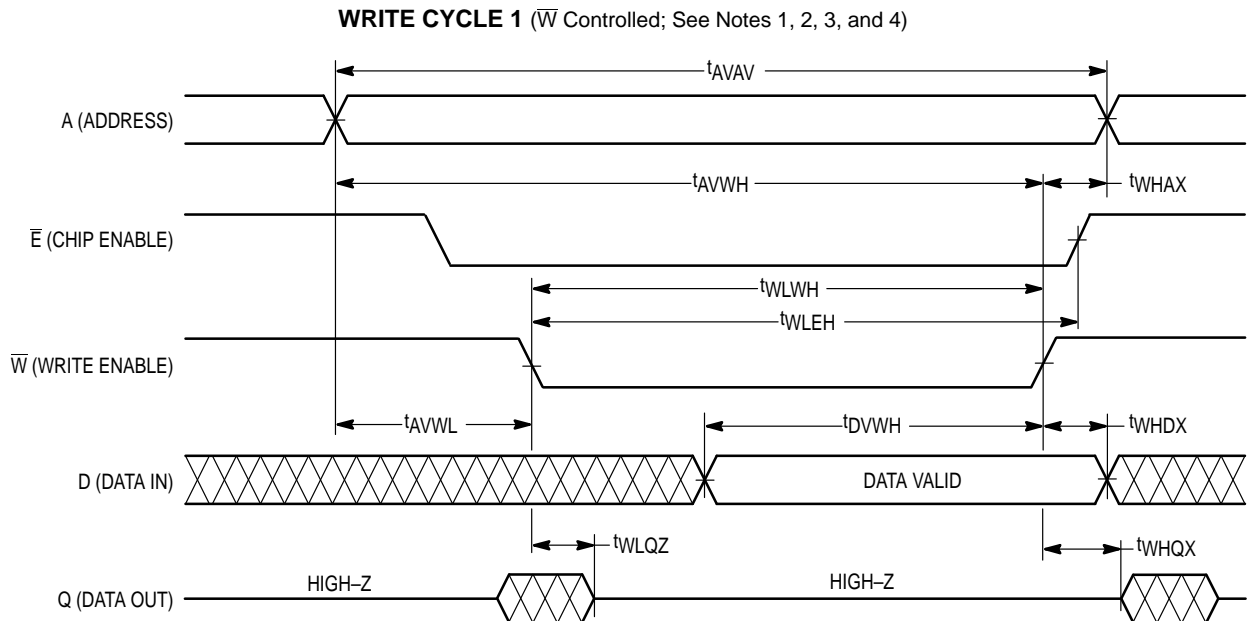 WRITE CYCLE 1 (W̅ Controlled; See Notes 1, 2, 3, and 4)
tAVAV
A (ADDRESS)
tAVWH
tWHAX
E̅ (CHIP ENABLE)
tWLWH
tWLEH
W̅ (WRITE ENABLE)
tAVWL
tDVWH
tWHDX
D (DATA IN)
DATA VALID
tWLQZ
tWHQX
Q (DATA OUT)
HIGH–Z
HIGH–Z